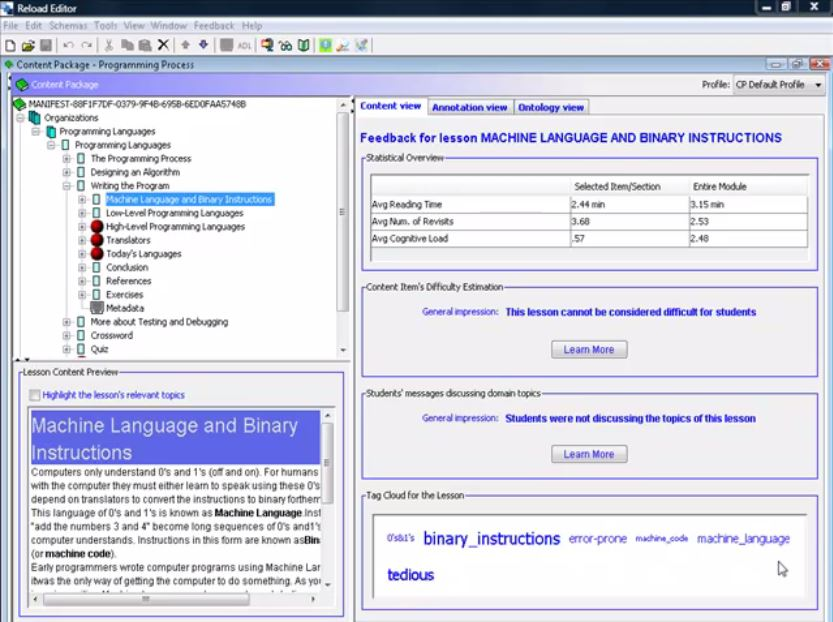 Reload Editor
File Edit Schemas Tools View Window Feedback Help
ADL
Content Package - Programming Process
Content Package
Profile: CP Default Profile
MANIFEST-88F1F7DF-0379-9F4B-695B-6ED0FAA5748B
Organizations
Programming Languages
Programming Languages
The Programming Process
Designing an Algorithm
Writing the Program
Machine Language and Binary Instructions
Low-Level Programming Languages
High-Level Programming Languages
Translators
Today's Languages
Conclusion
References
Exercises
Metadata
More about Testing and Debugging
Crossword
Quiz
Lesson Content Preview
Highlight the lesson's relevant topics
Machine Language and Binary
Instructions
Computers only understand 0's and 1's (off and on). For humans
with the computer they must either learn to speak using these 0's
depend on translators to convert the instructions to binary forthem
This language of 0's and 1's is known as Machine Language.Inst
"add the numbers 3 and 4" become long sequences of 0's and1's
computer understands. Instructions in this form are known asBin
(or machine code).
Early programmers wrote computer programs using Machine Lar
itwas the only way of getting the computer to do something. As you
Content view Annotation view Ontology view
Feedback for lesson MACHINE LANGUAGE AND BINARY INSTRUCTIONS
Statistical Overview
Selected Item/Section Entire Module
Avg Reading Time 2.44 min 3.15 min
Avg Num. of Revisits 3.68 2.53
Avg Cognitive Load .57 2.48
Content Item's Difficulty Estimation
General impression: This lesson cannot be considered difficult for students
Learn More
Students' messages discussing domain topics
General impression: Students were not discussing the topics of this lesson
Learn More
Tag Cloud for the Lesson
0's&1's binary_instructions error-prone machine_code machine_language
tedious